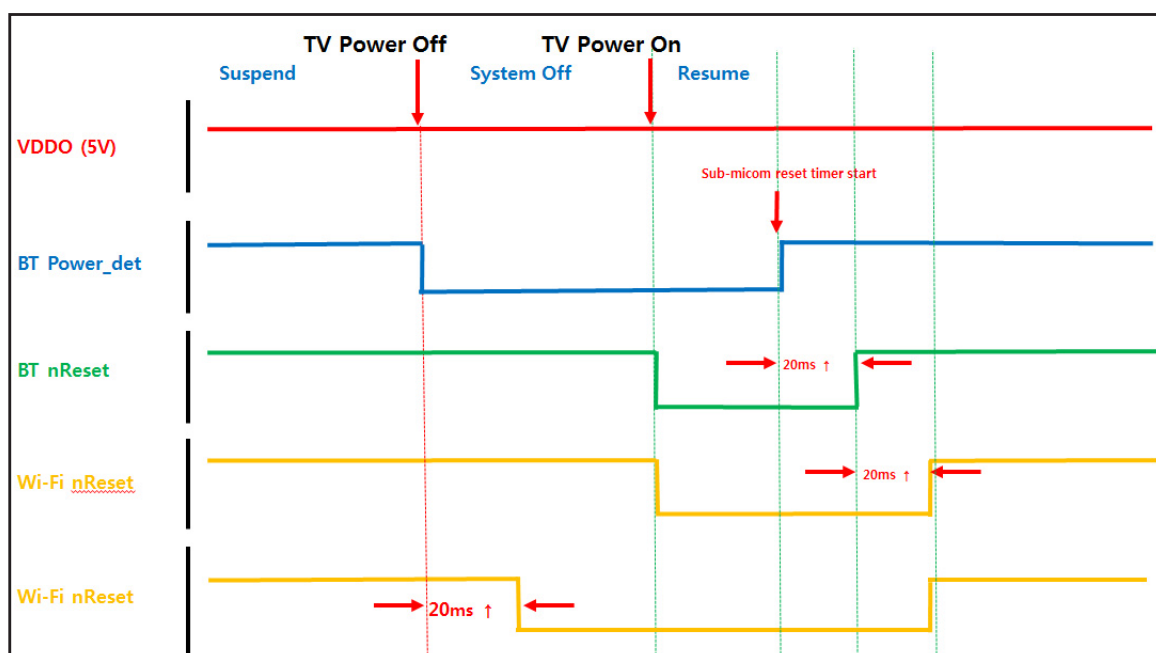 TV Power Off
TV Power On
Suspend
System Off
Resume
VDDO (5V)
Sub-micom reset timer start
BT Power_det
BT nReset
20ms ↑
Wi-Fi nReset
20ms ↑
Wi-Fi nReset
20ms ↑